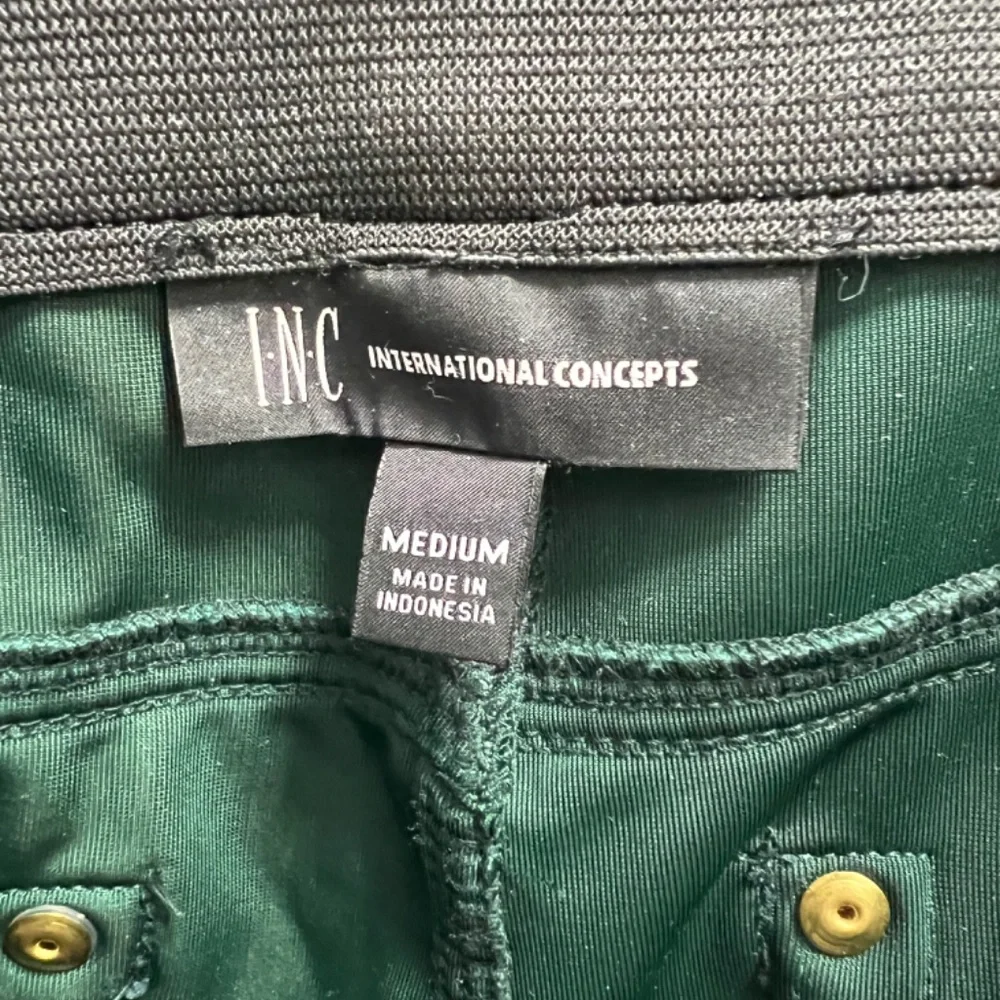 I·N·C INTERNATIONAL CONCEPTS
MEDIUM
MADE IN
INDONESIA